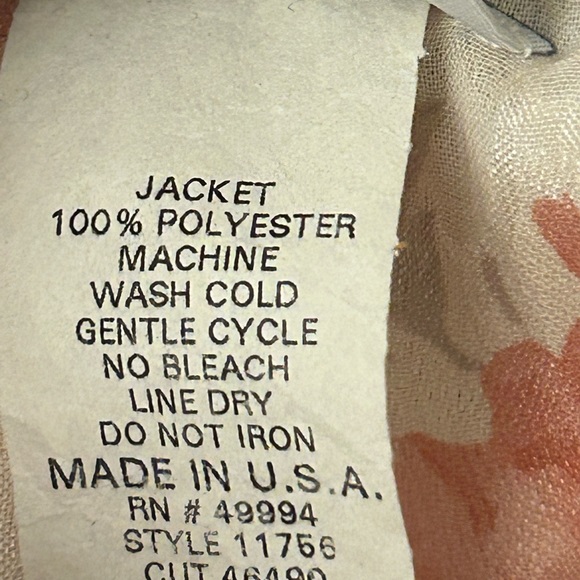 JACKET
100% POLYESTER
MACHINE
WASH COLD
GENTLE CYCLE
NO BLEACH
LINE DRY
DO NOT IRON
MADE IN U.S.A.
RN # 49994
STYLE 11756
CUT